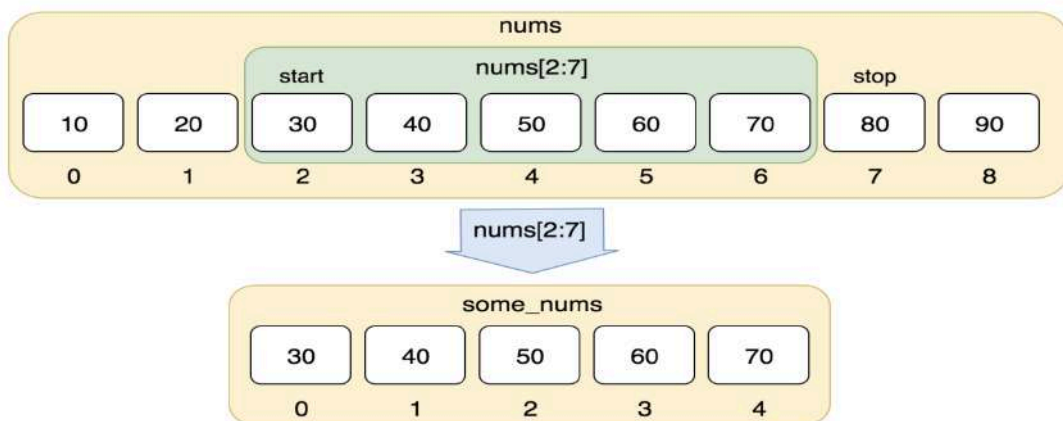 nums
start nums[2:7] stop
10 20 30 40 50 60 70 80 90
0 1 2 3 4 5 6 7 8
nums[2:7]
some_nums
30 40 50 60 70
0 1 2 3 4